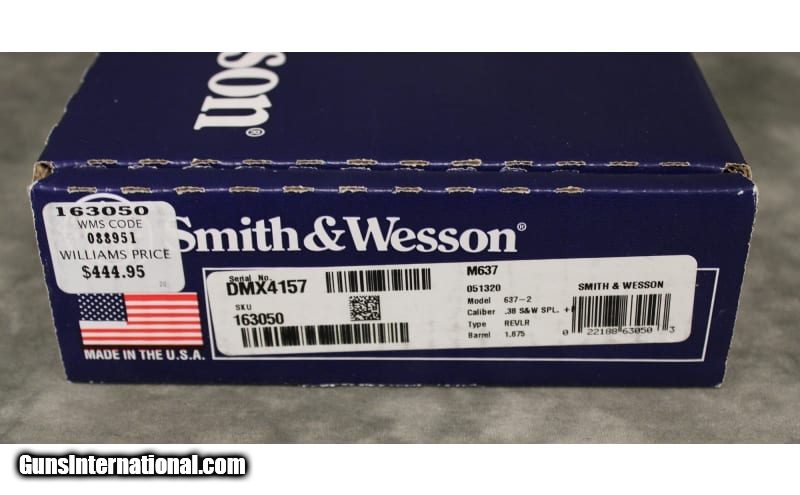 son®
163050
WMS CODE
088951
WILLIAMS PRICE
$444.95
Smith & Wesson®
MADE IN THE U.S.A.
Serial No.
DMX4157
SKU
163050
M637
051320
Model 637-2
Caliber .38 S&W SPL. +
Type REVLR
Barrel 1.875
SMITH & WESSON
0 22188 63050 3
GunsInternational.com